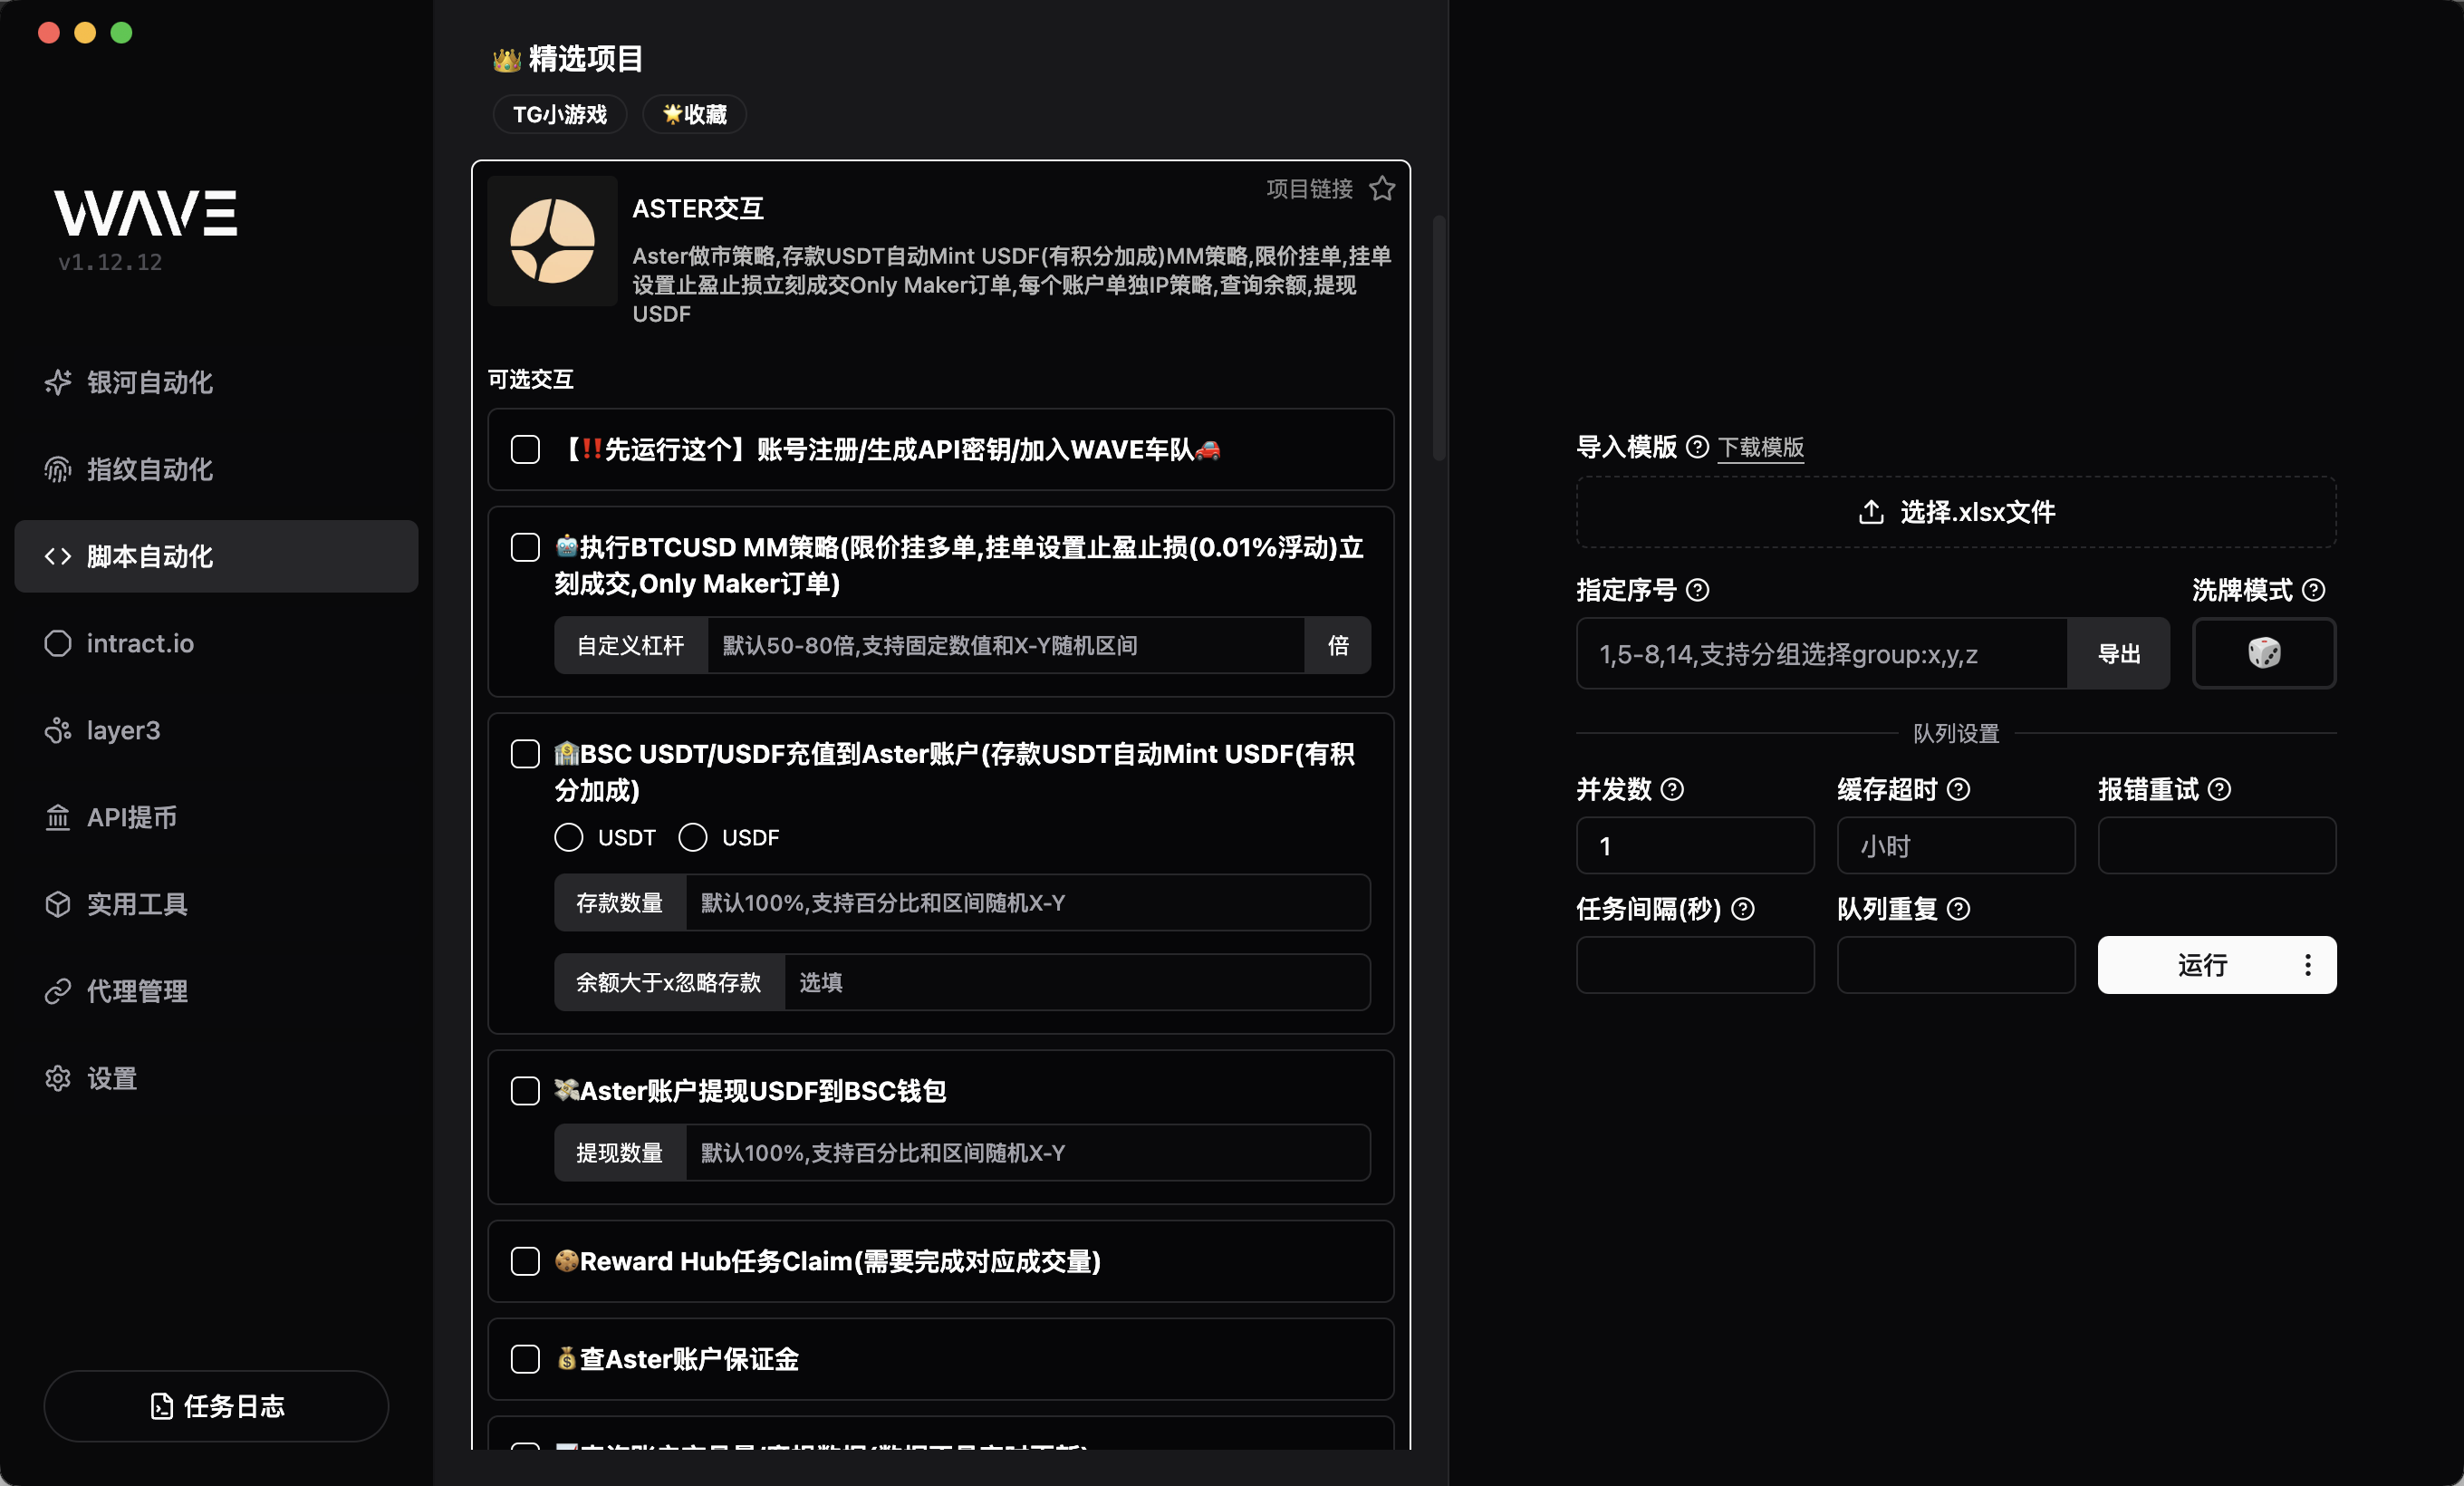 WAVE
v1.12.12
银河自动化
指纹自动化
脚本自动化
intract.io
layer3
API提币
实用工具
代理管理
设置
任务日志
👑精选项目
TG小游戏
🌟收藏
项目链接
ASTER交互
Aster做市策略,存款USDT自动Mint USDF(有积分加成)MM策略,限价挂单,挂单
设置止盈止损立刻成交Only Maker订单,每个账户单独IP策略,查询余额,提现
USDF
可选交互
【‼️先运行这个】账号注册/生成API密钥/加入WAVE车队🚗
🤖执行BTCUSD MM策略(限价挂多单,挂单设置止盈止损(0.01%浮动)立
刻成交,Only Maker订单)
自定义杠杆 默认50-80倍,支持固定数值和X-Y随机区间 倍
🏦BSC USDT/USDF充值到Aster账户(存款USDT自动Mint USDF(有积
分加成)
USDT USDF
存款数量 默认100%,支持百分比和区间随机X-Y
余额大于x忽略存款 选填
💸Aster账户提现USDF到BSC钱包
提现数量 默认100%,支持百分比和区间随机X-Y
🍪Reward Hub任务Claim(需要完成对应成交量)
💰查Aster账户保证金
导入模版 下载模版
选择.xlsx文件
指定序号 洗牌模式
1,5-8,14,支持分组选择group:x,y,z 导出
队列设置
并发数 缓存超时 报错重试
1 小时
任务间隔(秒) 队列重复
运行